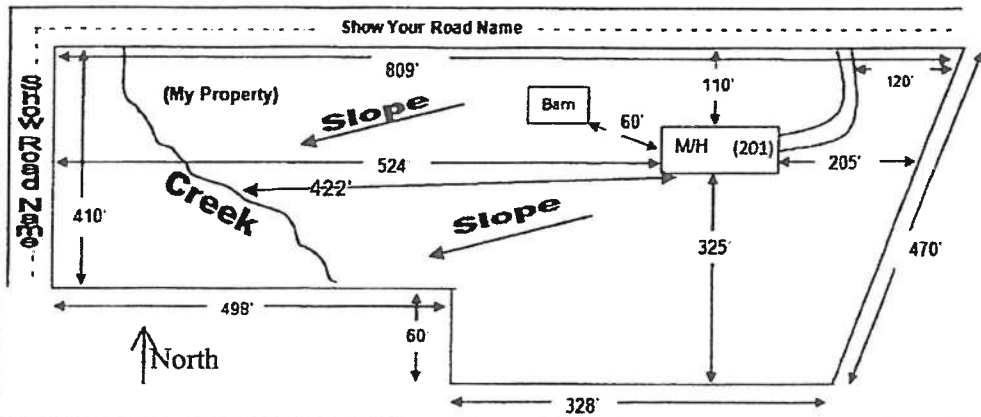 Show Your Road Name
Show Road Name
809'
110'
120'
(My Property)
Slope
Barn
60'
M/H (201)
524'
205'
422'
Creek
410'
Slope
325'
470'
498'
60'
North
328'